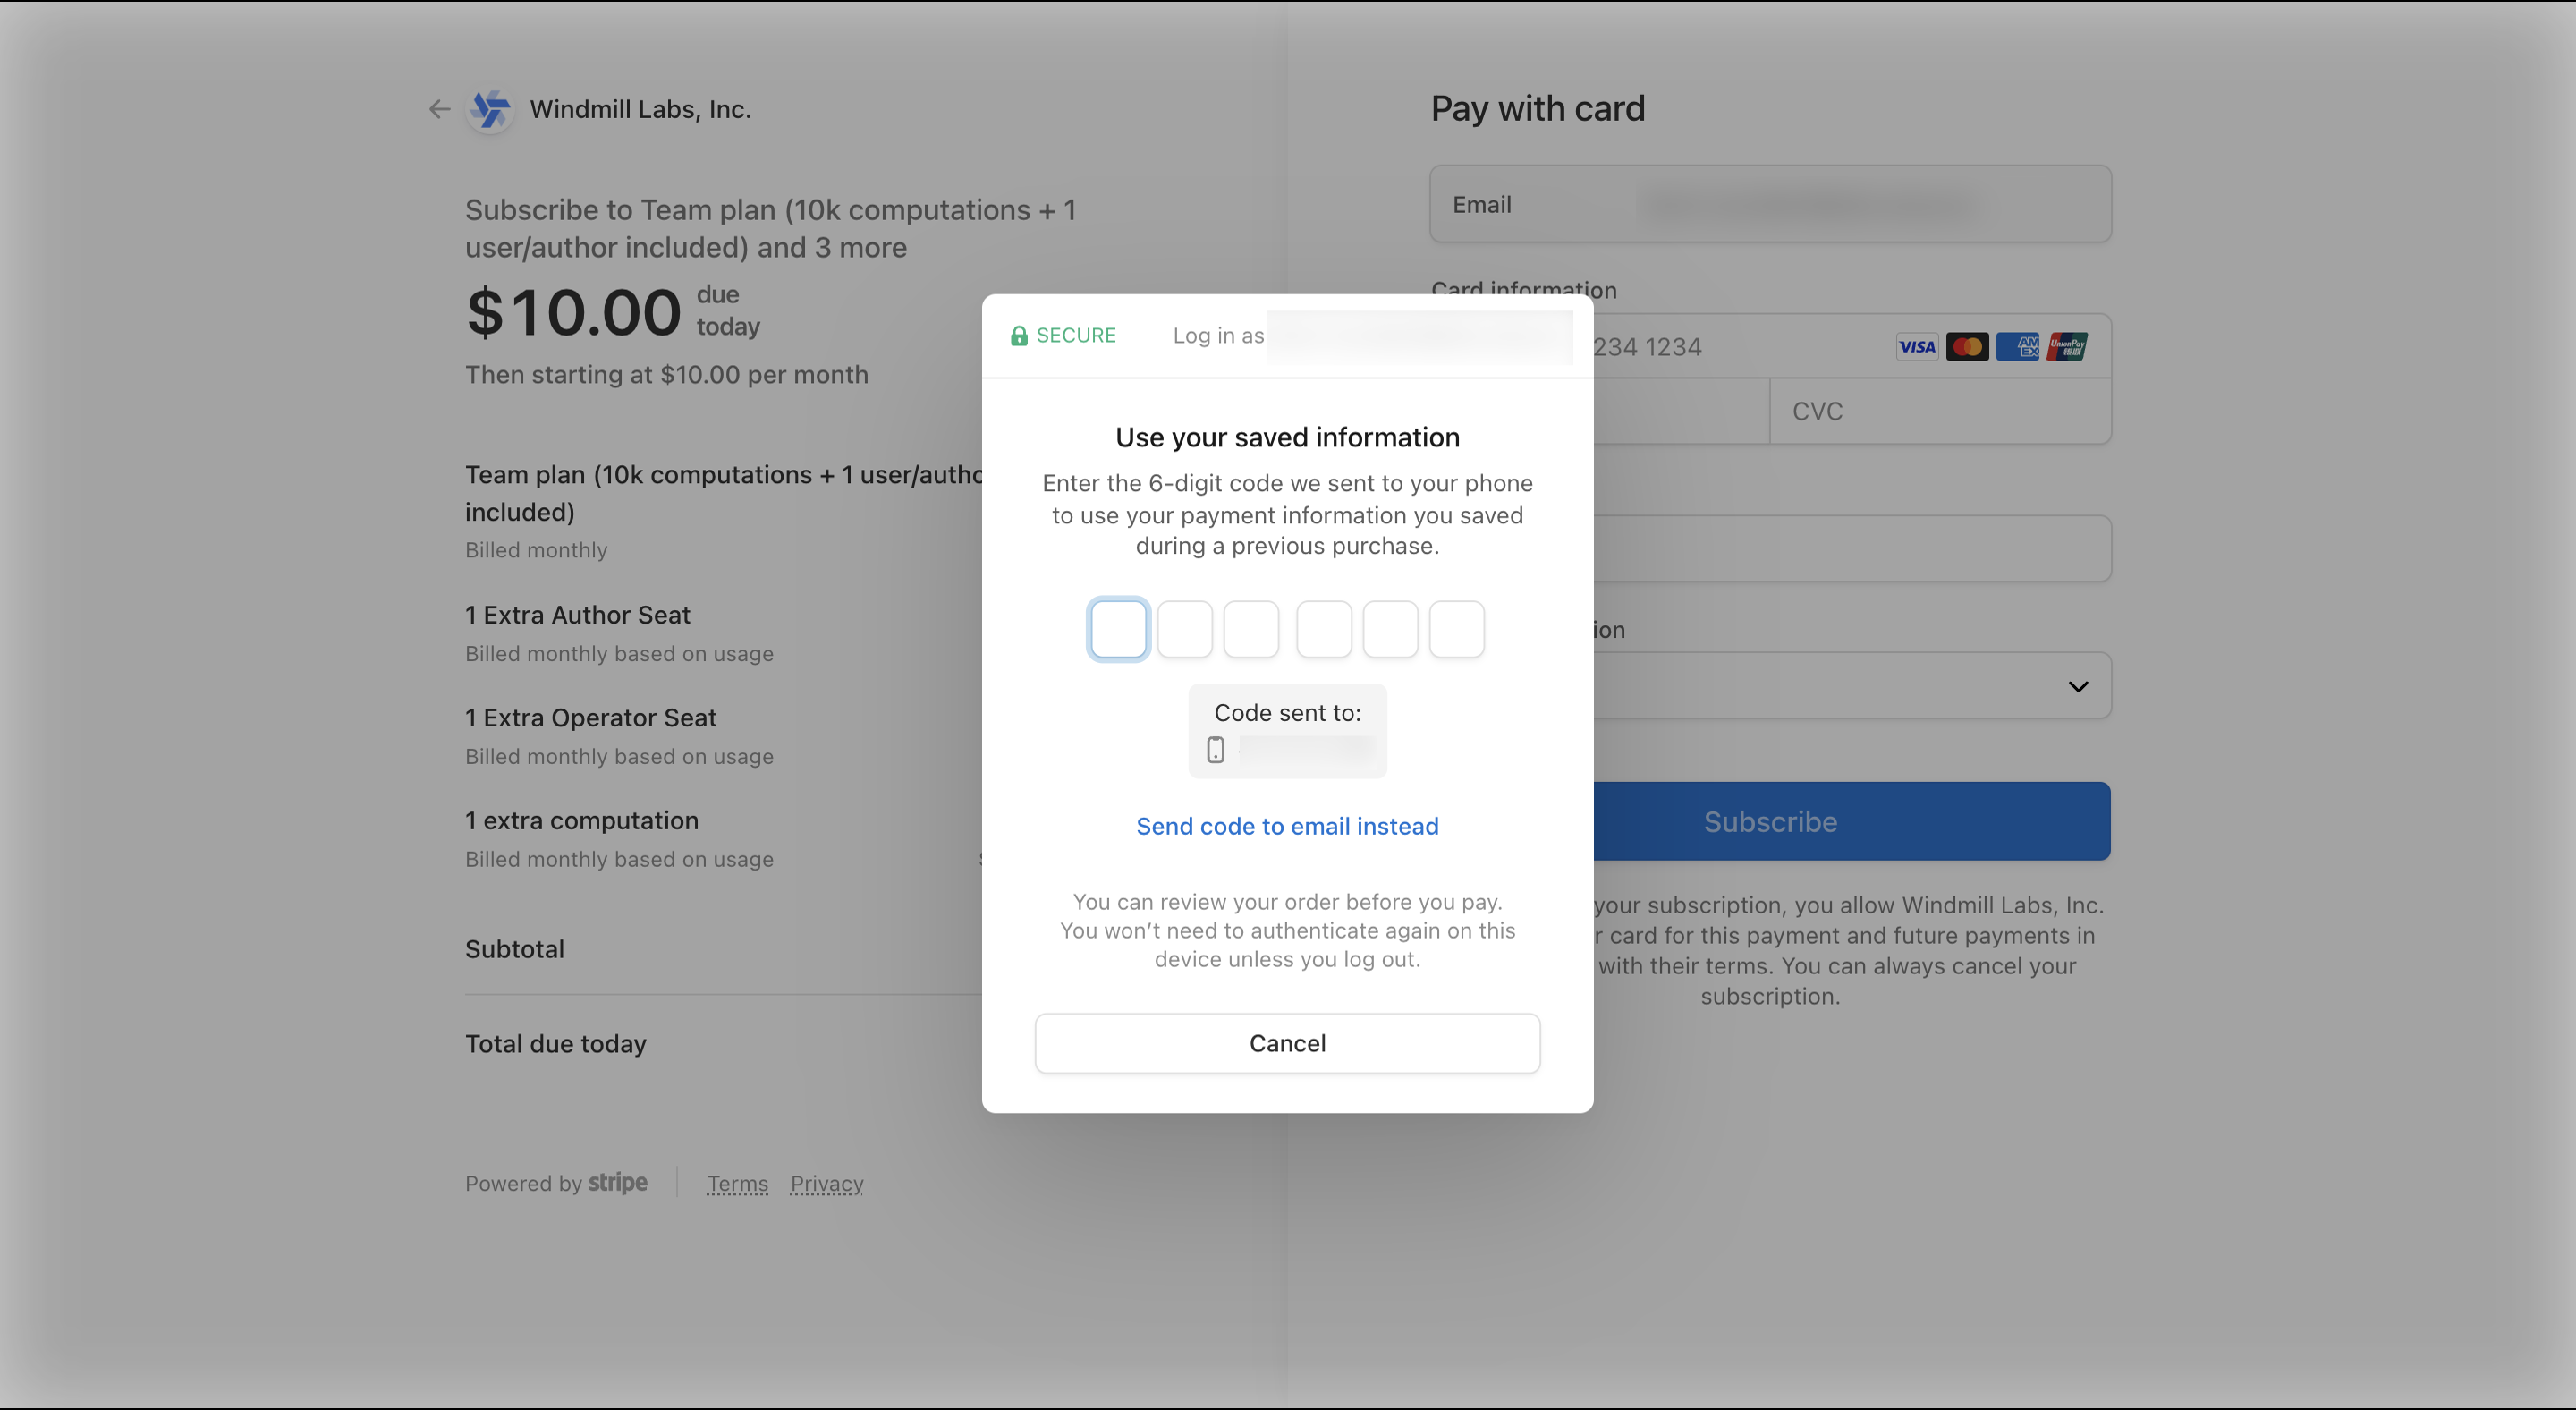 Windmill Labs, Inc.
Subscribe to Team plan (10k computations + 1
user/author included) and 3 more
$10.00 due
today
Then starting at $10.00 per month
Team plan (10k computations + 1 user/autho
included)
Billed monthly
1 Extra Author Seat
Billed monthly based on usage
1 Extra Operator Seat
Billed monthly based on usage
1 extra computation
Billed monthly based on usage
Subtotal
Total due today
Powered by stripe
Terms Privacy
SECURE Log in as
Use your saved information
Enter the 6-digit code we sent to your phone
to use your payment information you saved
during a previous purchase.
Code sent to:
Send code to email instead
You can review your order before you pay.
You won’t need to authenticate again on this
device unless you log out.
Cancel
Pay with card
Email
Card information
234 1234
VISA
AMEX
UnionPay
银联
CVC
ion
Subscribe
your subscription, you allow Windmill Labs, Inc.
r card for this payment and future payments in
with their terms. You can always cancel your
subscription.